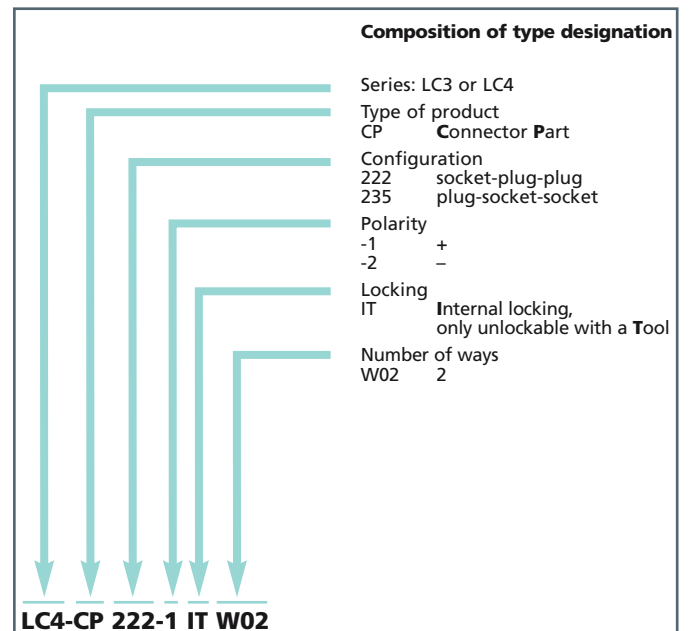 Composition of type designation
Series: LC3 or LC4
Type of product
CP Connector Part
Configuration
222 socket-plug-plug
235 plug-socket-socket
Polarity
-1 +
-2 –
Locking
IT Internal locking,
only unlockable with a Tool
Number of ways
W02 2
LC4-CP 222-1 IT W02